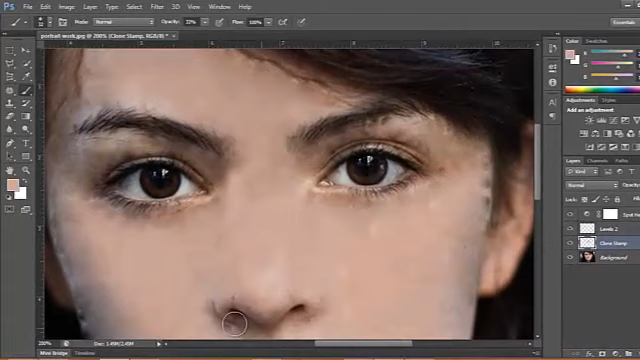 Ps File Edit Image Layer Type Select Filter 3D View Window Help
Mode: Normal Opacity: Flow: 100% Essentials
portrait work.jpg @ 200% (Clone Stamp, RGB/8) *
Color Swatches
Adjustments Styles
Add an adjustment
Layers Channels Paths
Kind
Normal
Lock:
Levels 2
Clone Stamp
Background
200% Doc: 1.49M/2.49M
Mini Bridge Timeline